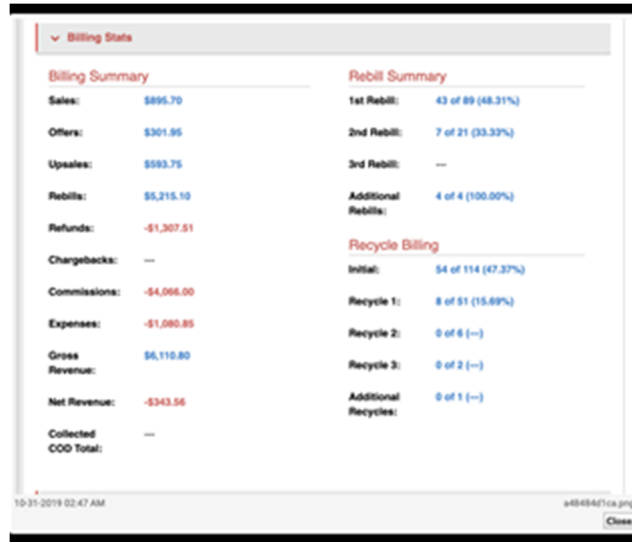 Billing Stats
Billing Summary
Sales: $895.70
Offers: $301.95
Upsales: $593.75
Rebills: $5,215.10
Refunds: -$1,307.51
Chargebacks: ---
Commissions: -$4,066.00
Expenses: -$1,080.85
Gross Revenue: $6,110.80
Net Revenue: -$343.56
Collected COD Total: ---
Rebill Summary
1st Rebill: 43 of 89 (48.31%)
2nd Rebill: 7 of 21 (33.33%)
3rd Rebill: ---
Additional Rebills: 4 of 4 (100.00%)
Recycle Billing
Initial: 54 of 114 (47.37%)
Recycle 1: 8 of 51 (15.69%)
Recycle 2: 0 of 6 (---)
Recycle 3: 0 of 2 (---)
Additional Recycles: 0 of 1 (---)
10-31-2019 02:47 AM
a48484d1ca.png
Close